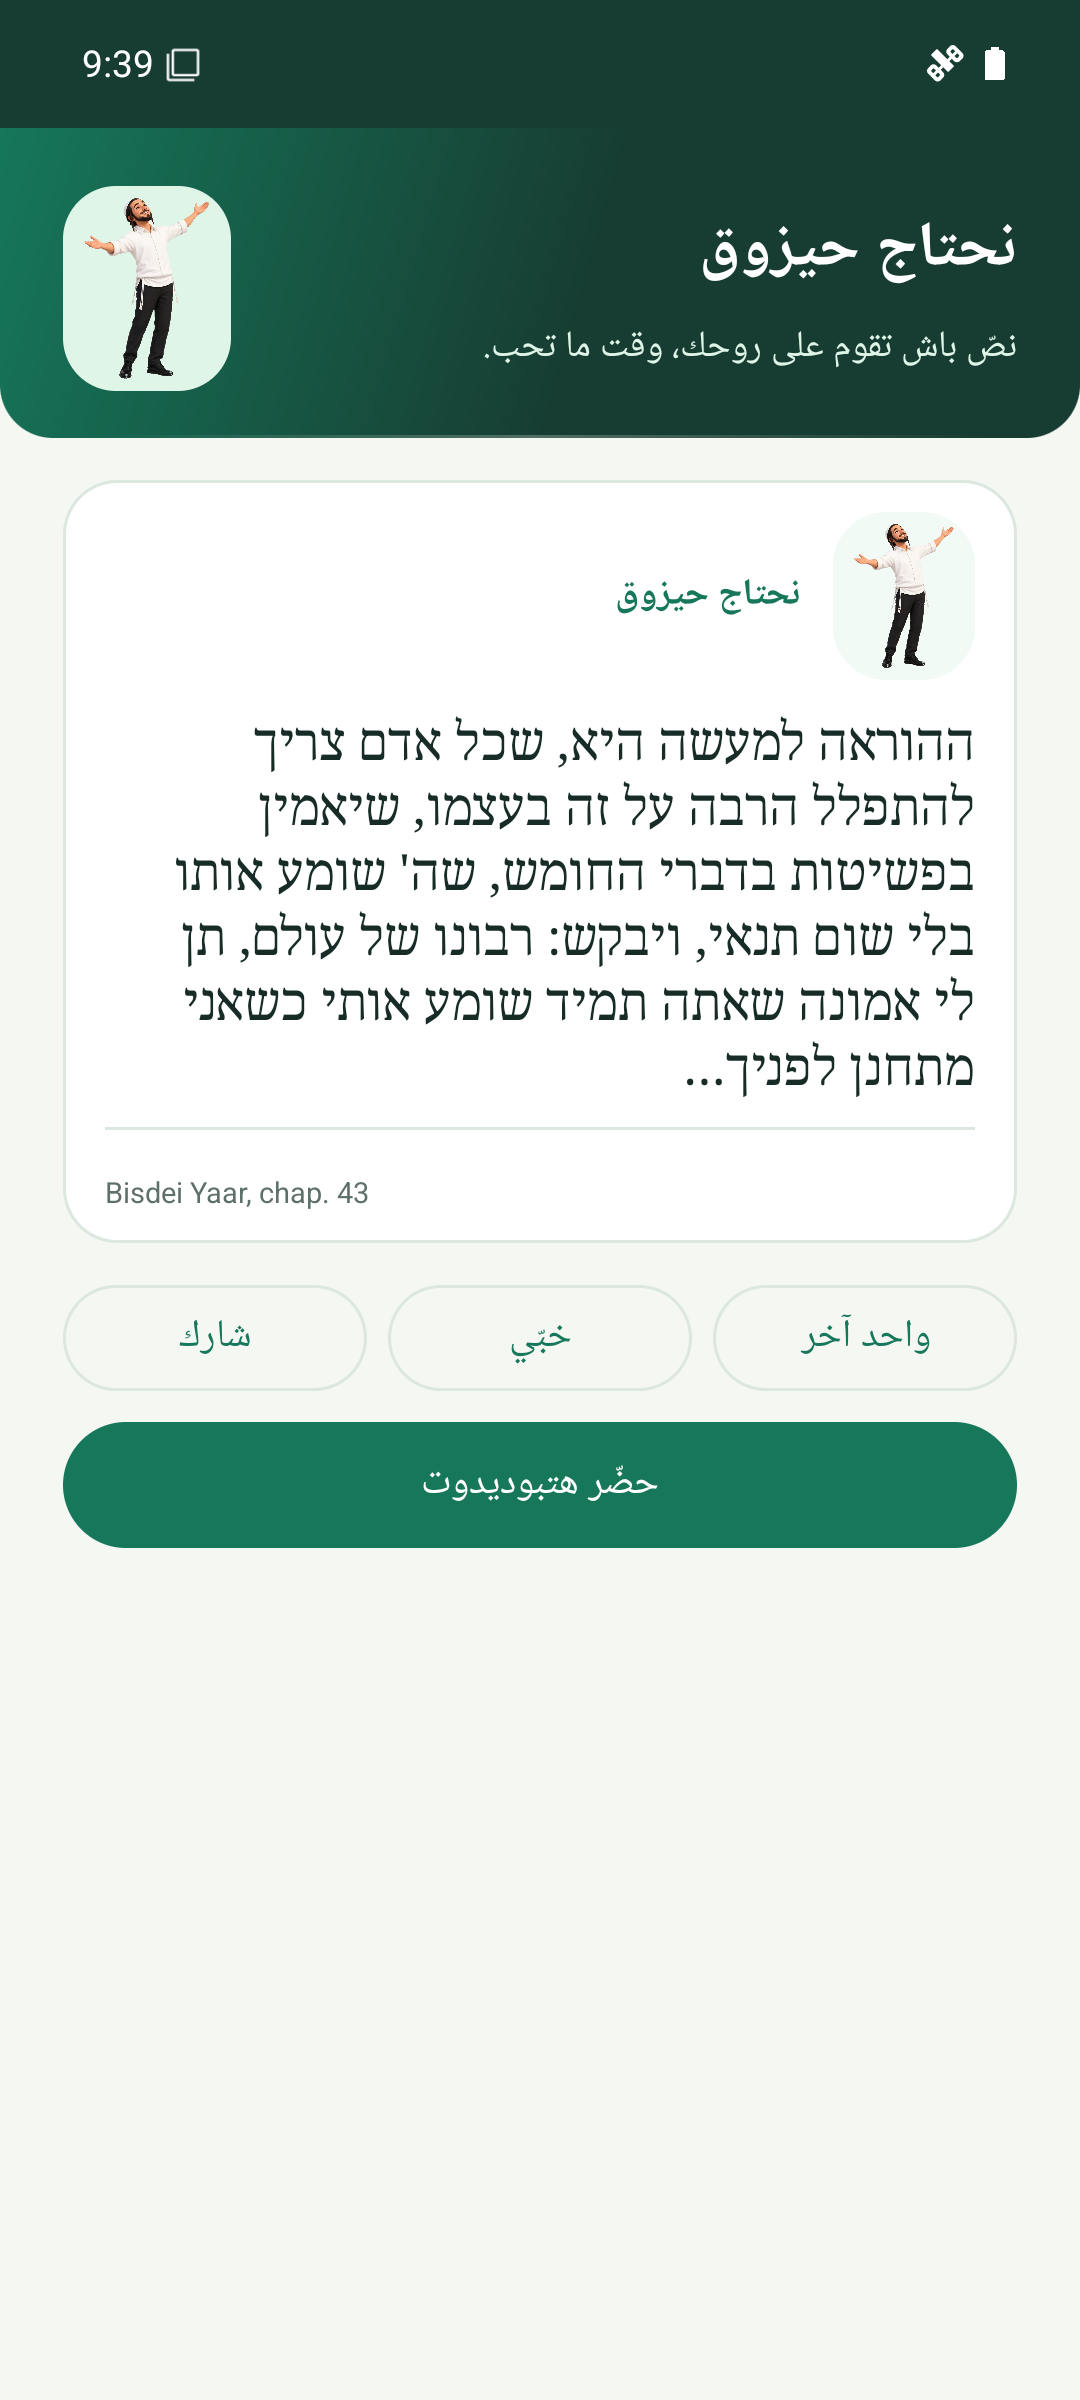 9:39
نحتاج حيزوق
نصّ باش تقوم على روحك، وقت ما تحب.
نحتاج حيزوق
ההוראה למעשה היא, שכל אדם צריך
להתפלל הרבה על זה בעצמו, שיאמין
בפשיטות בדברי החומש, שה' שומע אותו
בלי שום תנאי, ויבקש: רבונו של עולם, תן
לי אמונה שאתה תמיד שומע אותי כשאני
מתחנן לפניך...
Bisdei Yaar, chap. 43
واحد آخر
خبّي
شارك
حضّر هتبوديدوت